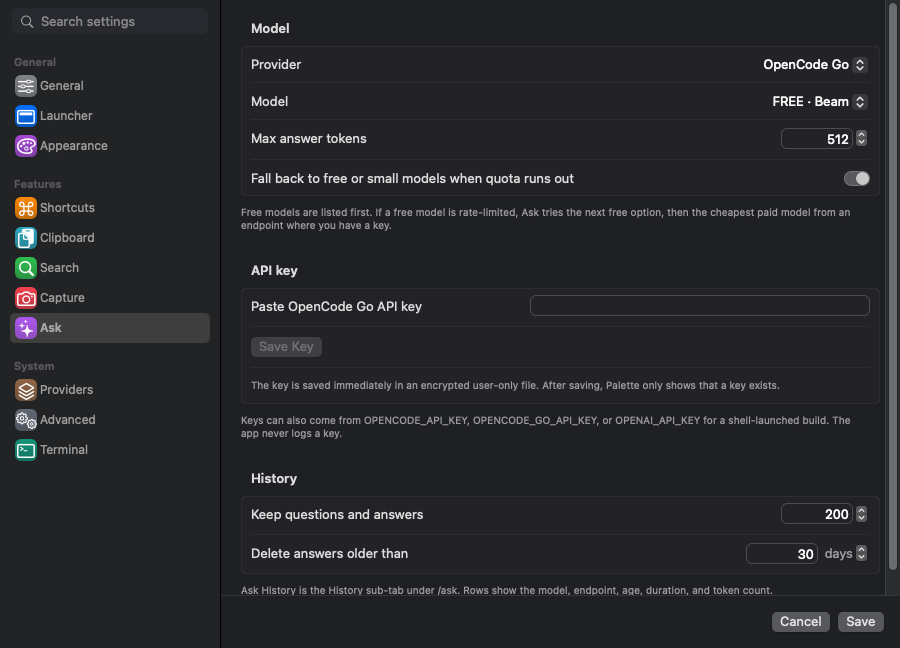 Search settings
General
General
Launcher
Appearance
Features
Shortcuts
Clipboard
Search
Capture
Ask
System
Providers
Advanced
Terminal
Model
Provider
OpenCode Go
Model
FREE · Beam
Max answer tokens
512
Fall back to free or small models when quota runs out
Free models are listed first. If a free model is rate-limited, Ask tries the next free option, then the cheapest paid model from an
endpoint where you have a key.
API key
Paste OpenCode Go API key
Save Key
The key is saved immediately in an encrypted user-only file. After saving, Palette only shows that a key exists.
Keys can also come from OPENCODE_API_KEY, OPENCODE_GO_API_KEY, or OPENAI_API_KEY for a shell-launched build. The
app never logs a key.
History
Keep questions and answers
200
Delete answers older than
30 days
Ask History is the History sub-tab under /ask. Rows show the model, endpoint, age, duration, and token count.
Cancel
Save